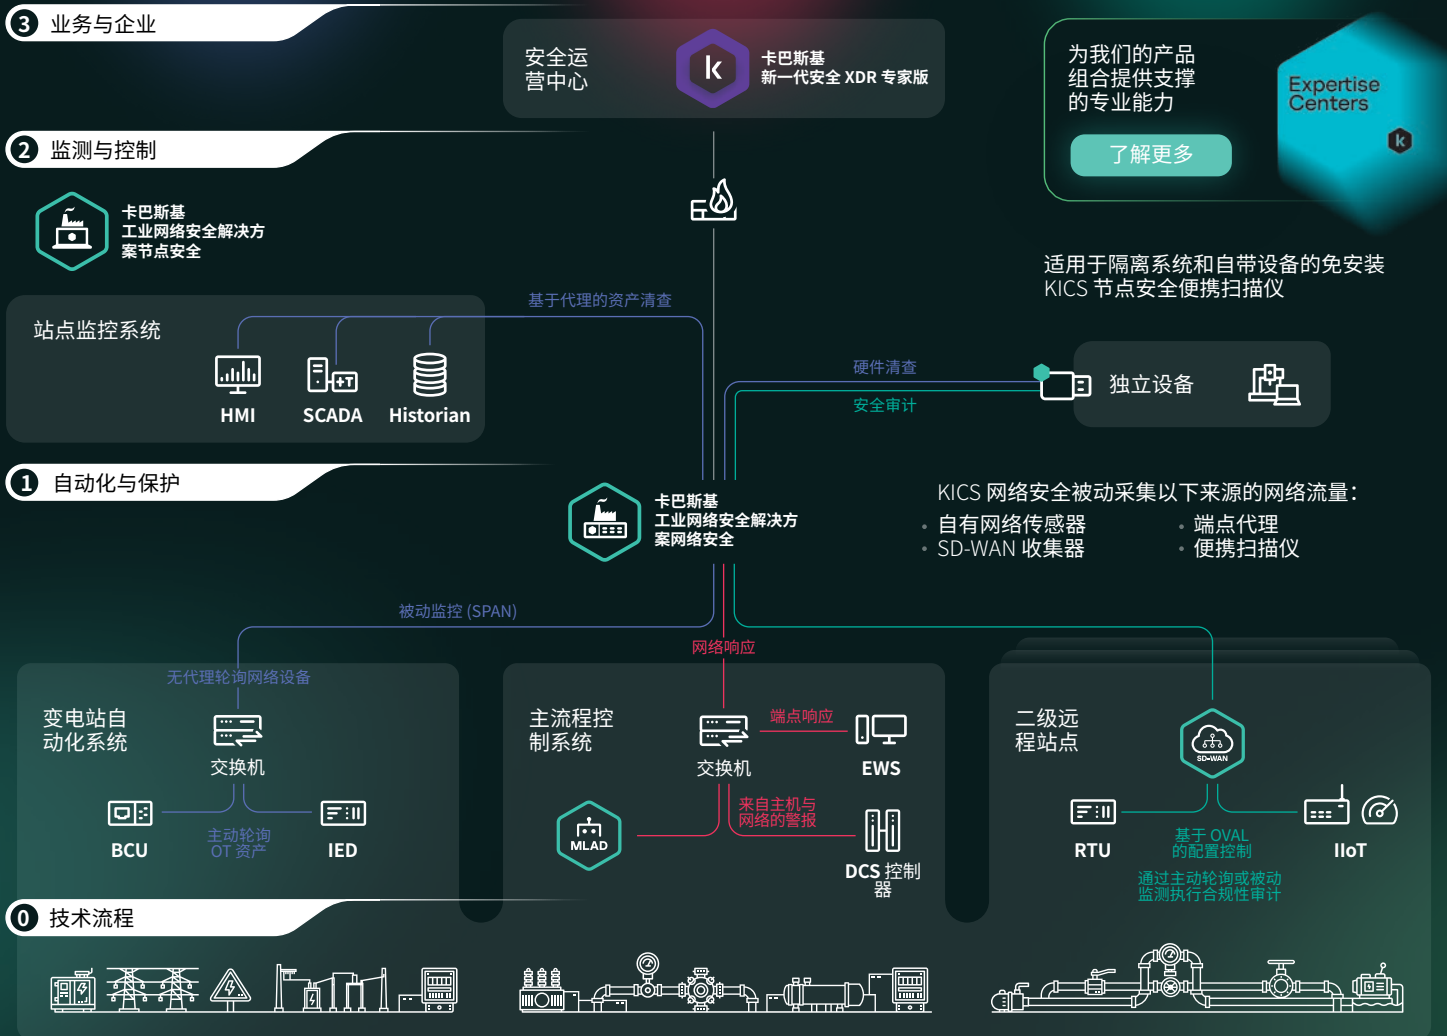 3 业务与企业
安全运
营中心
k
卡巴斯基
新一代安全 XDR 专家版
为我们的产品
组合提供支撑
的专业能力
了解更多
Expertise
Centers
k
2 监测与控制
卡巴斯基
工业网络安全解决方
案节点安全
适用于隔离系统和自带设备的免安装
KICS 节点安全便携扫描仪
基于代理的资产清查
站点监控系统
HMI
SCADA
Historian
硬件清查
安全审计
独立设备
1 自动化与保护
卡巴斯基
工业网络安全解决方
案网络安全
KICS 网络安全被动采集以下来源的网络流量：
• 自有网络传感器
• SD-WAN 收集器
• 端点代理
• 便携扫描仪
被动监控 (SPAN)
网络响应
无代理轮询网络设备
变电站自
动化系统
交换机
BCU
主动轮询
OT 资产
IED
主流程控
制系统
交换机
端点响应
EWS
MLAD
来自主机与
网络的警报
DCS 控制
器
二级远
程站点
SD-WAN
RTU
基于 OVAL
的配置控制
IIoT
通过主动轮询或被动
监测执行合规性审计
0 技术流程